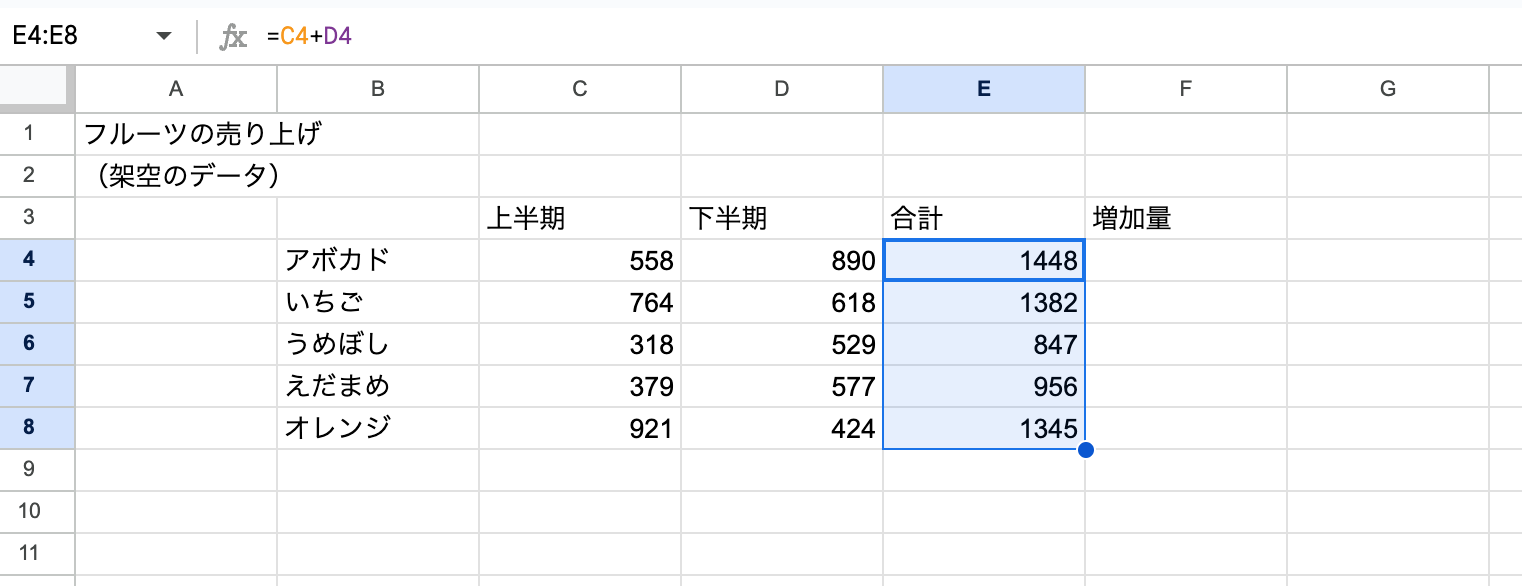 E4:E8 fx =C4+D4
A B C D E F G
1 フルーツの売り上げ
2 （架空のデータ）
3 上半期 下半期 合計 増加量
4 アボカド 558 890 1448
5 いちご 764 618 1382
6 うめぼし 318 529 847
7 えだまめ 379 577 956
8 オレンジ 921 424 1345
9
10
11